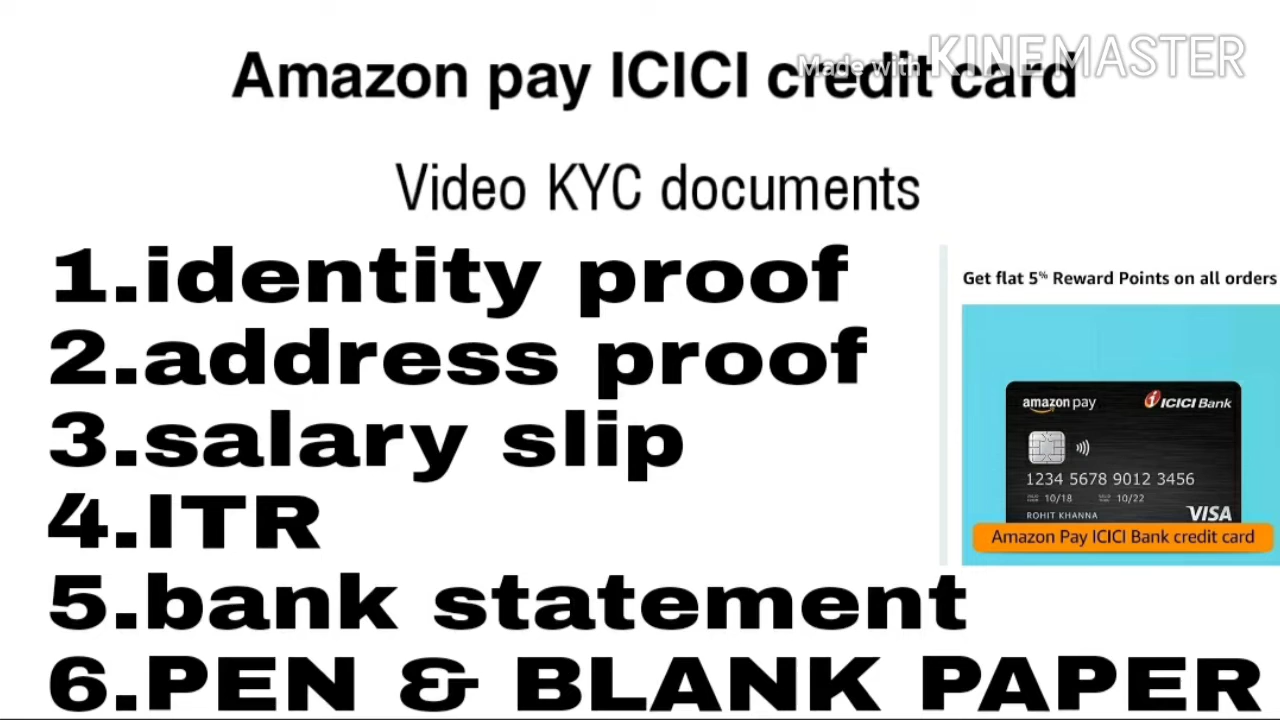 Amazon pay ICICI credit card
Made with KINEMASTER
Video KYC documents
1.identity proof
2.address proof
3.salary slip
4.ITR
5.bank statement
6.PEN & BLANK PAPER
Get flat 5% Reward Points on all orders
amazon pay
ICICI Bank
1234 5678 9012 3456
10/18 10/22
ROHIT KHANNA
VISA
Amazon Pay ICICI Bank credit card